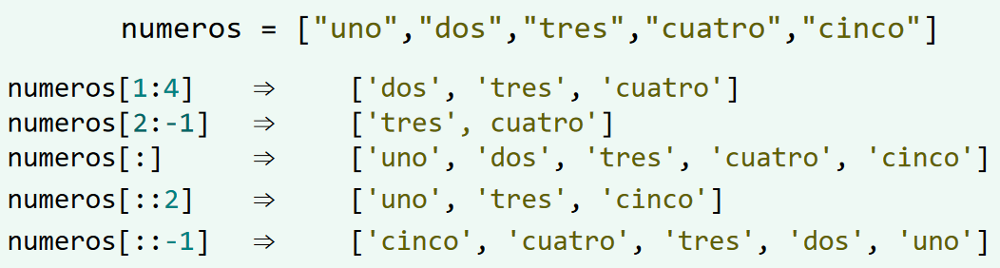 numeros = ["uno","dos","tres","cuatro","cinco"]
numeros[1:4] ⇒ ['dos', 'tres', 'cuatro']
numeros[2:-1] ⇒ ['tres', cuatro']
numeros[:] ⇒ ['uno', 'dos', 'tres', 'cuatro', 'cinco']
numeros[::2] ⇒ ['uno', 'tres', 'cinco']
numeros[::-1] ⇒ ['cinco', 'cuatro', 'tres', 'dos', 'uno']